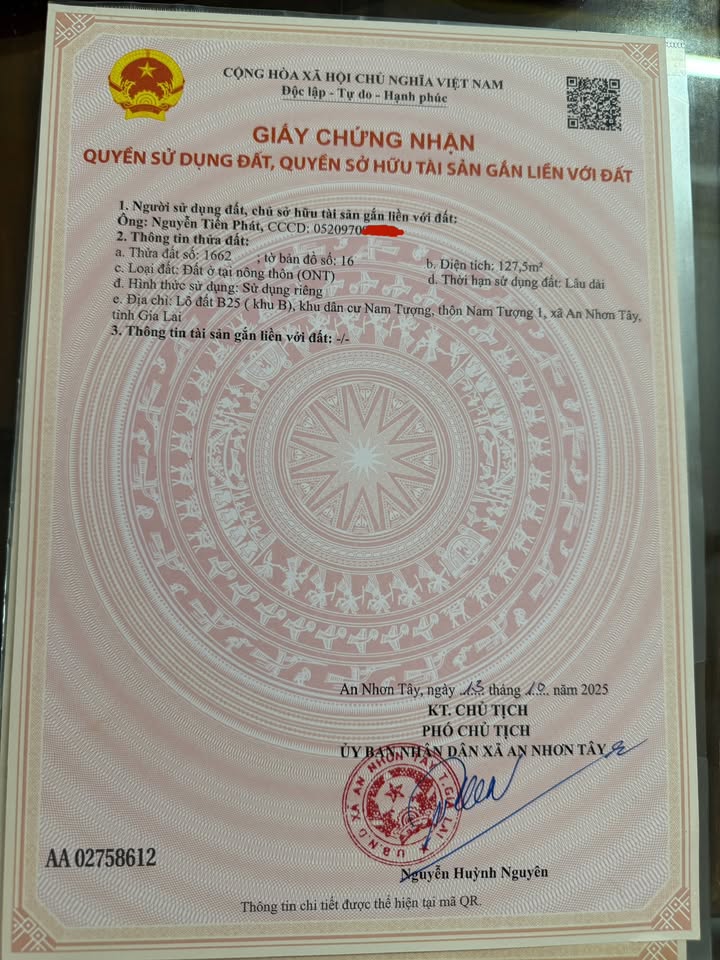 CỘNG HÒA XÃ HỘI CHỦ NGHĨA VIỆT NAM
Độc lập - Tự do - Hạnh phúc
GIẤY CHỨNG NHẬN
QUYỀN SỬ DỤNG ĐẤT, QUYỀN SỞ HỮU TÀI SẢN GẮN LIỀN VỚI ĐẤT
1. Người sử dụng đất, chủ sở hữu tài sản gắn liền với đất:
Ông: Nguyễn Tiến Phát, CCCD: 0520970
2. Thông tin thửa đất:
a. Thửa đất số: 1662 ; tờ bản đồ số: 16 b. Diện tích: 127,5m²
c. Loại đất: Đất ở tại nông thôn (ONT) d. Thời hạn sử dụng đất: Lâu dài
đ. Hình thức sử dụng: Sử dụng riêng
e. Địa chỉ: Lô đất B25 ( khu B), khu dân cư Nam Tượng, thôn Nam Tượng 1, xã An Nhơn Tây,
tỉnh Gia Lai
3. Thông tin tài sản gắn liền với đất: -/-
An Nhơn Tây, ngày 13 tháng 10 năm 2025
KT. CHỦ TỊCH
PHÓ CHỦ TỊCH
ỦY BAN NHÂN DÂN XÃ AN NHƠN TÂY
U.B.N.D XÃ AN NHƠN TÂY T.GIA LAI
Nguyễn Huỳnh Nguyên
AA 02758612
Thông tin chi tiết được thể hiện tại mã QR.